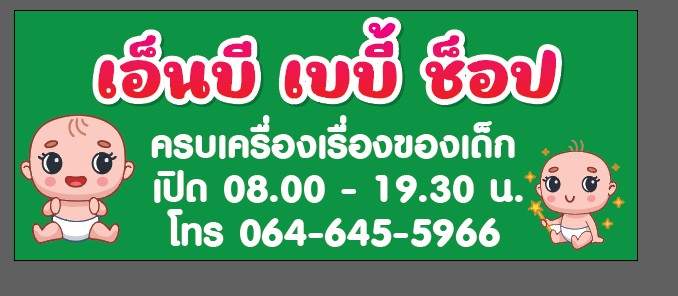 เอ็นบี เบบี้ ช็อป
ครบเครื่องเรื่องของเด็ก
เปิด 08.00 - 19.30 น.
โทร 064-645-5966